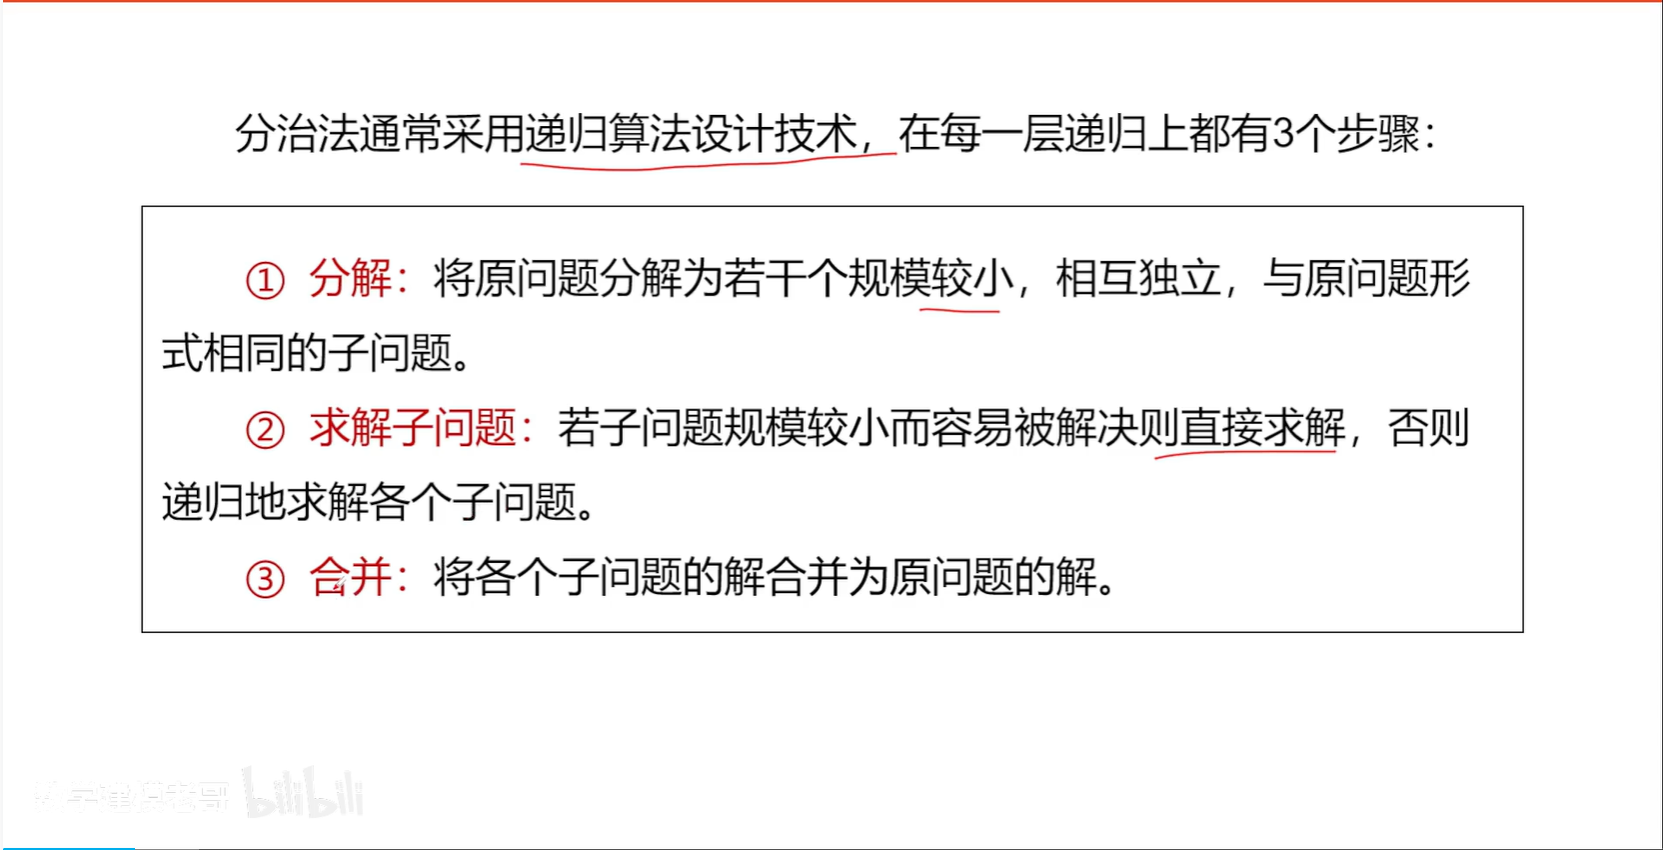 分治法通常采用递归算法设计技术，在每一层递归上都有3个步骤：
① 分解：将原问题分解为若干个规模较小，相互独立，与原问题形
式相同的子问题。
② 求解子问题：若子问题规模较小而容易被解决则直接求解，否则
递归地求解各个子问题。
③ 合并：将各个子问题的解合并为原问题的解。
数学建模老哥 bilibili